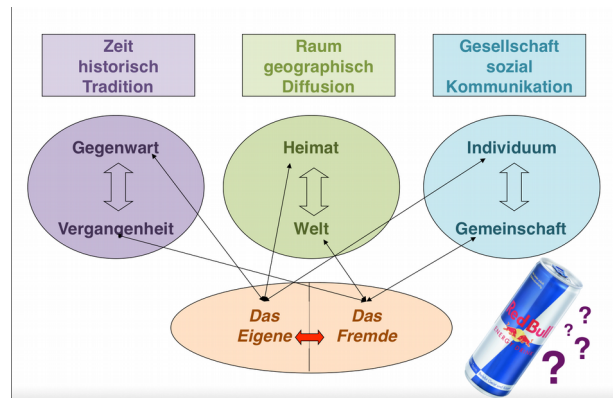 Zeit
historisch
Tradition
Raum
geographisch
Diffusion
Gesellschaft
sozial
Kommunikation
Gegenwart
Vergangenheit
Heimat
Welt
Individuum
Gemeinschaft
Das
Eigene
Das
Fremde
Red Bull
?
?
?
?